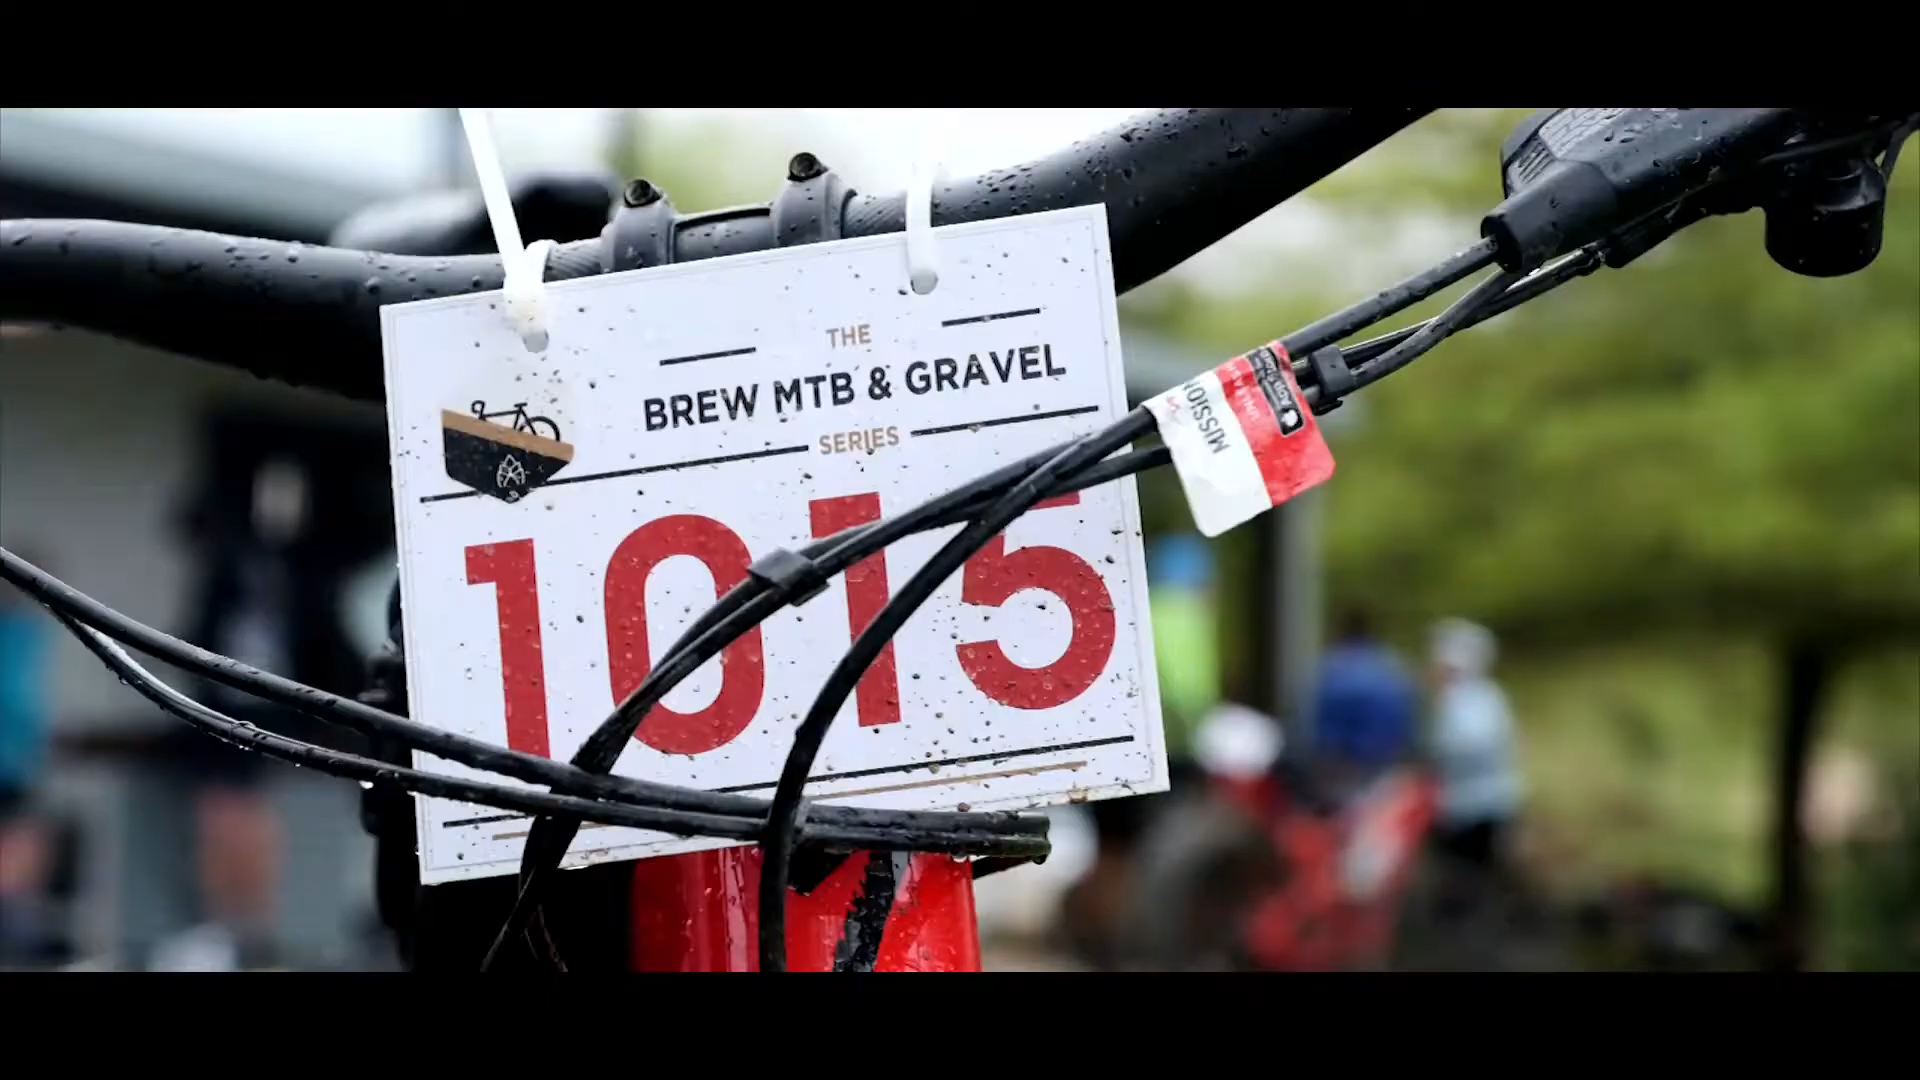 THE
BREW MTB & GRAVEL
SERIES
1015
MISSION